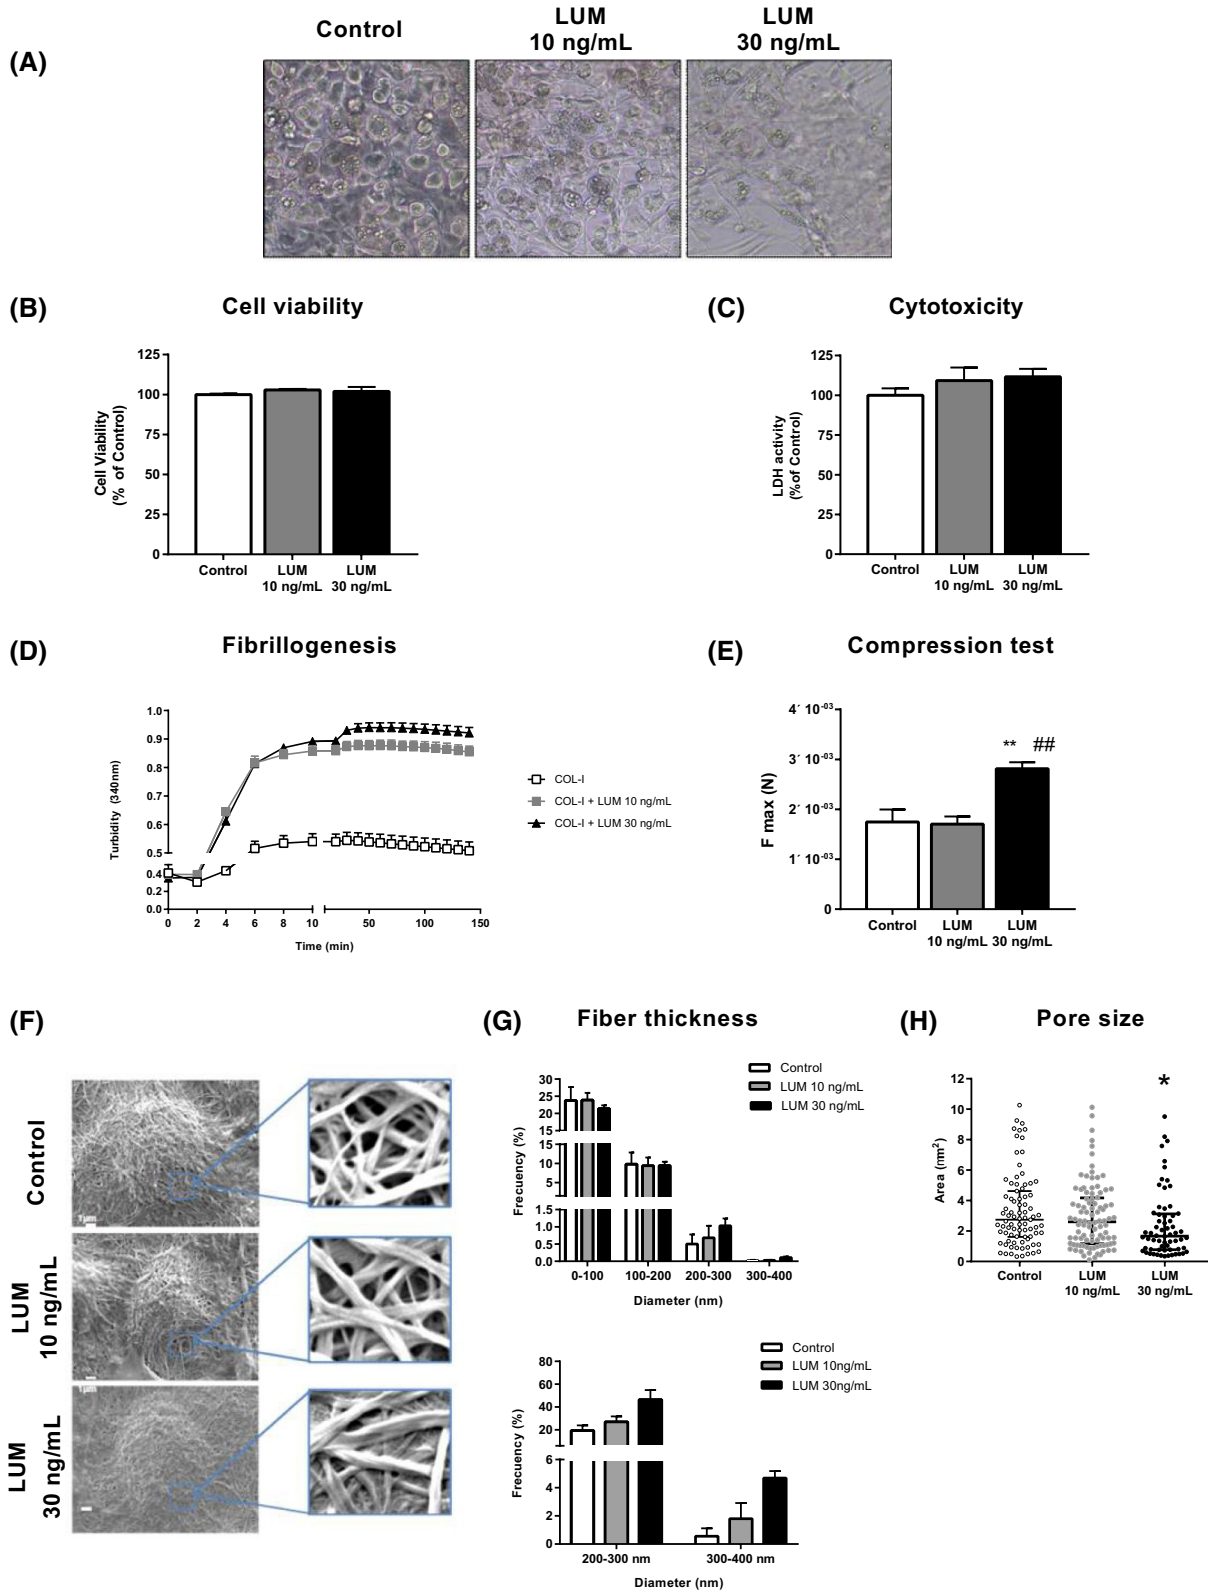 (A)
Control
LUM
10 ng/mL
LUM
30 ng/mL
(B)
Cell viability
Cell Viability
(% of Control)
125
100
75
50
25
0
Control
LUM
10 ng/mL
LUM
30 ng/mL
(C)
Cytotoxicity
LDH activity
(%of Control)
125
100
75
50
25
0
Control
LUM
10 ng/mL
LUM
30 ng/mL
(D)
Fibrillogenesis
Turbidity (340nm)
1.0
0.9
0.8
0.7
0.6
0.5
0.4
0.2
0.0
0 2 4 6 8 10 50 100 150
Time (min)
COL-I
COL-I + LUM 10 ng/mL
COL-I + LUM 30 ng/mL
(E)
Compression test
F max (N)
4´ 10-03
3´ 10-03
2´ 10-03
1´ 10-03
0
** ##
Control
LUM
10 ng/mL
LUM
30 ng/mL
(F)
Control
1µm
LUM
10 ng/mL
1µm
LUM
30 ng/mL
(G)
Fiber thickness
Control
LUM 10 ng/mL
LUM 30 ng/mL
Frecuency (%)
30
25
20
15
15
10
5
1.5
1.0
0.5
0.0
0-100 100-200 200-300 300-400
Diameter (nm)
Control
LUM 10ng/mL
LUM 30ng/mL
Frecuency (%)
80
60
40
20
6
4
2
0
200-300 nm 300-400 nm
Diameter (nm)
(H)
Pore size
Area (mm2)
12
10
8
6
4
2
0
*
Control
LUM
10 ng/mL
LUM
30 ng/mL